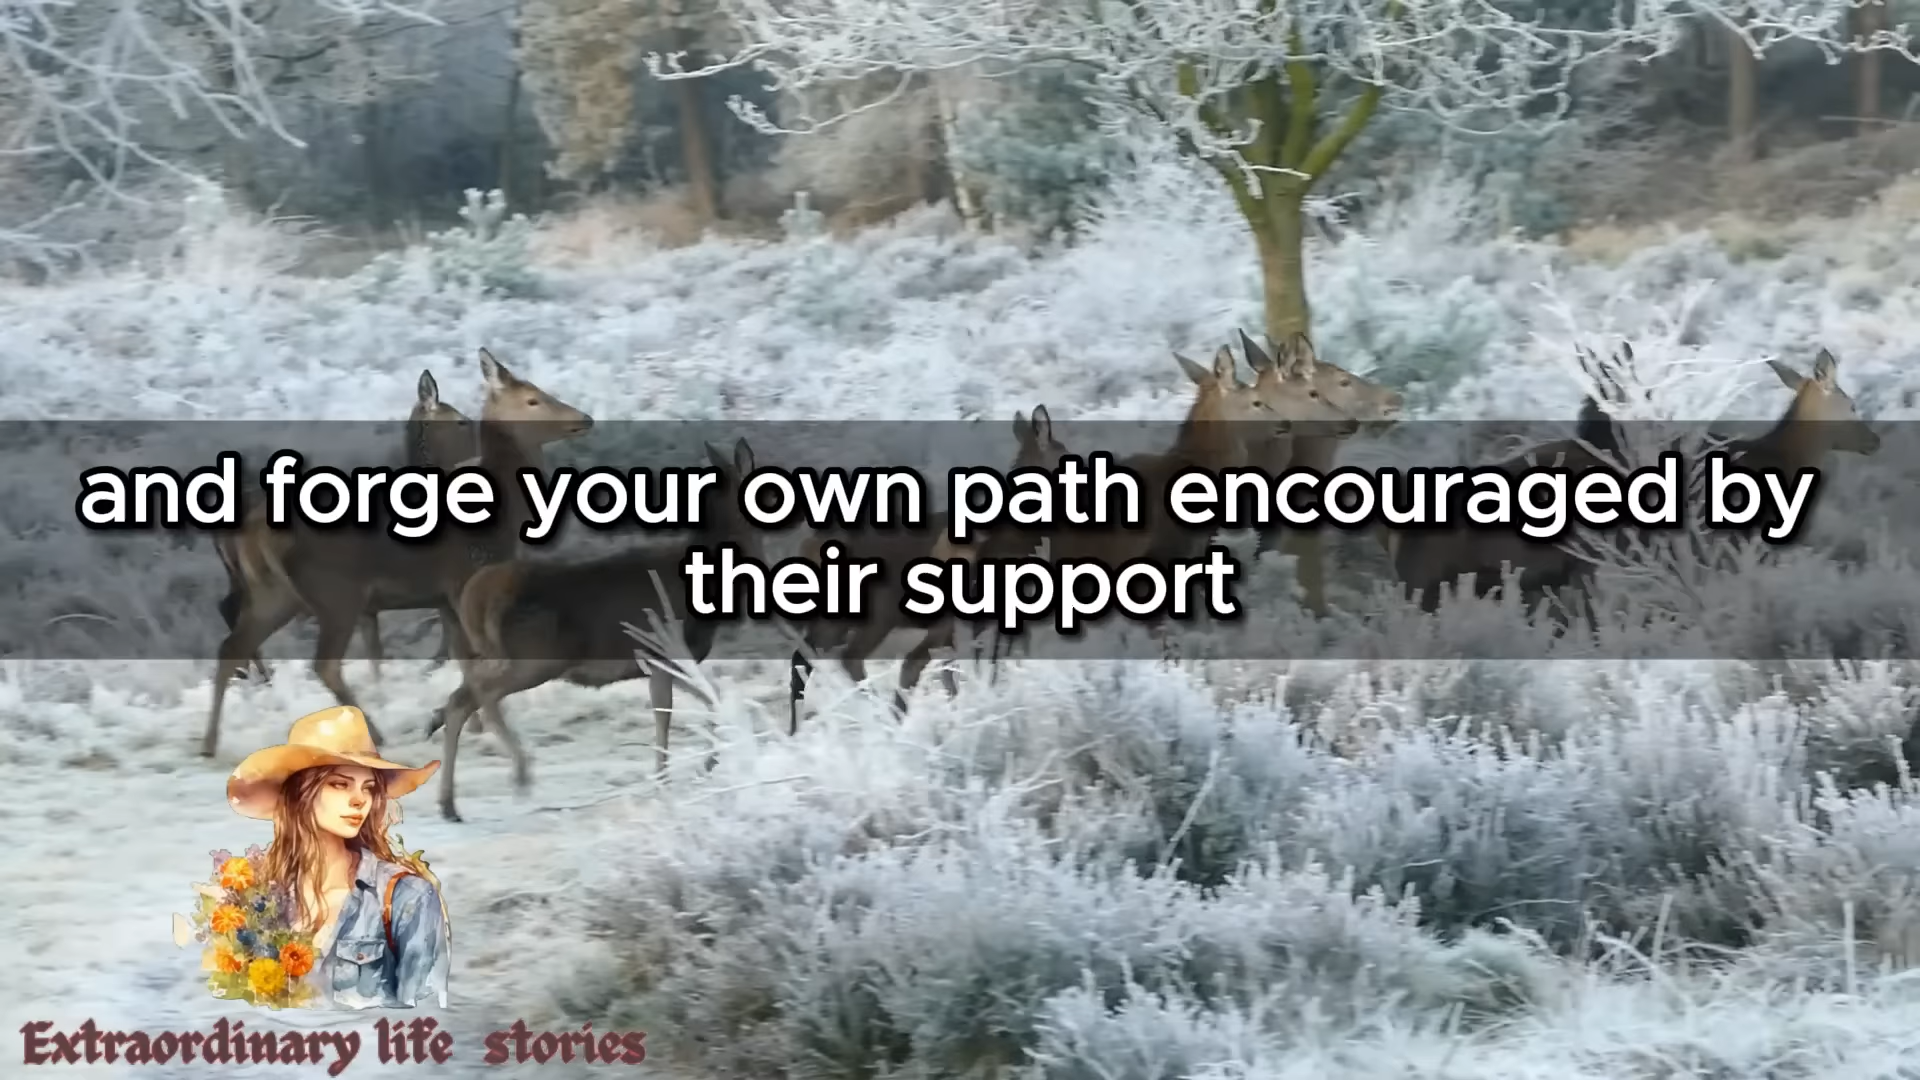 and forge your own path encouraged by
their support
Extraordinary life stories